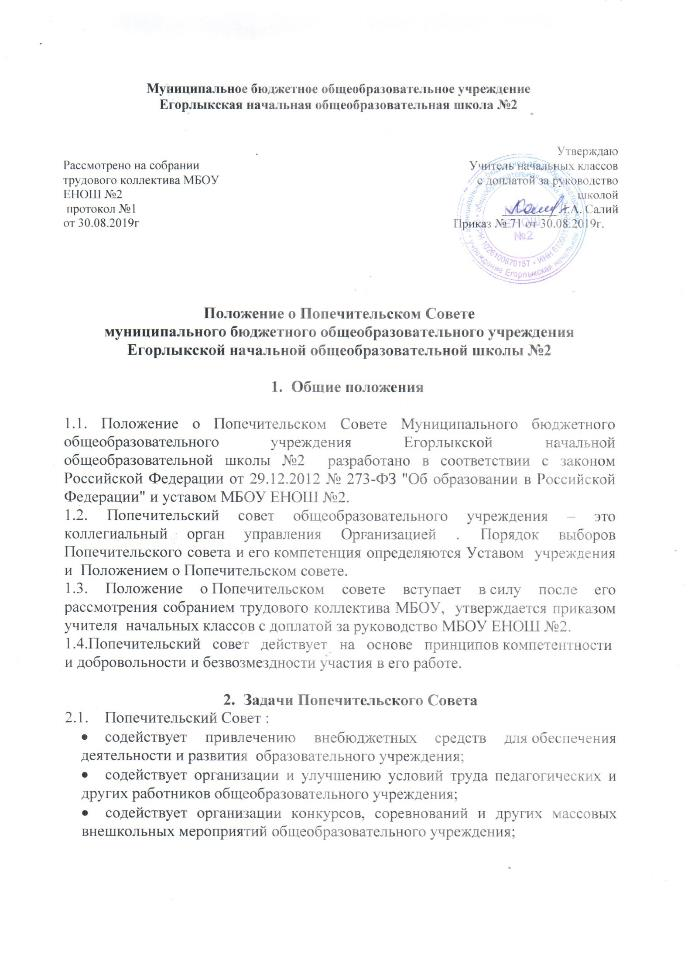 Муниципальное бюджетное общеобразовательное учреждение
Егорлыкская начальная общеобразовательная школа №2
Утверждаю
Рассмотрено на собрании Учитель начальных классов
трудового коллектива МБОУ с доплатой за руководство
ЕНОШ №2 школой
протокол №1 Салий
от 30.08.2019г Приказ № 71 от 30.08.2019г.
№2
Положение о Попечительском Совете
муниципального бюджетного общеобразовательного учреждения
Егорлыкской начальной общеобразовательной школы №2
1. Общие положения
1.1. Положение о Попечительском Совете Муниципального бюджетного
общеобразовательного учреждения Егорлыкской начальной
общеобразовательной школы №2 разработано в соответствии с законом
Российской Федерации от 29.12.2012 № 273-ФЗ "Об образовании в Российской
Федерации" и уставом МБОУ ЕНОШ №2.
1.2. Попечительский совет общеобразовательного учреждения – это
коллегиальный орган управления Организацией . Порядок выборов
Попечительского совета и его компетенция определяются Уставом учреждения
и Положением о Попечительском совете.
1.3. Положение о Попечительском совете вступает в силу после его
рассмотрения собранием трудового коллектива МБОУ, утверждается приказом
учителя начальных классов с доплатой за руководство МБОУ ЕНОШ №2.
1.4.Попечительский совет действует на основе принципов компетентности
и добровольности и безвозмездности участия в его работе.
2. Задачи Попечительского Совета
2.1. Попечительский Совет :
• содействует привлечению внебюджетных средств для обеспечения
деятельности и развития образовательного учреждения;
• содействует организации и улучшению условий труда педагогических и
других работников общеобразовательного учреждения;
• содействует организации конкурсов, соревнований и других массовых
внешкольных мероприятий общеобразовательного учреждения;